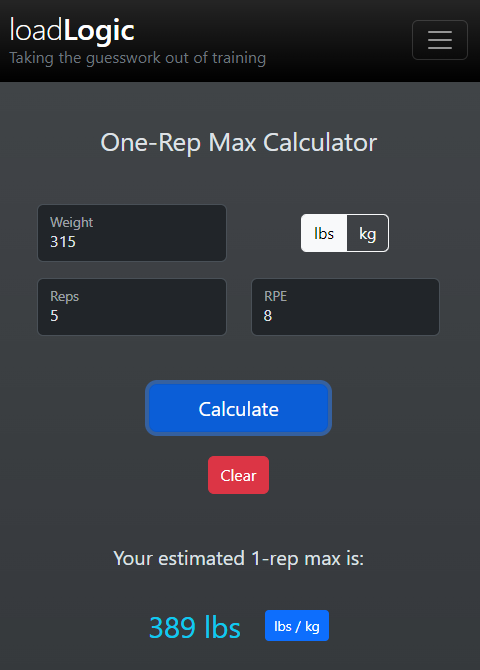 loadLogic
Taking the guesswork out of training
One-Rep Max Calculator
Weight
315
lbs kg
Reps
5
RPE
8
Calculate
Clear
Your estimated 1-rep max is:
389 lbs lbs / kg